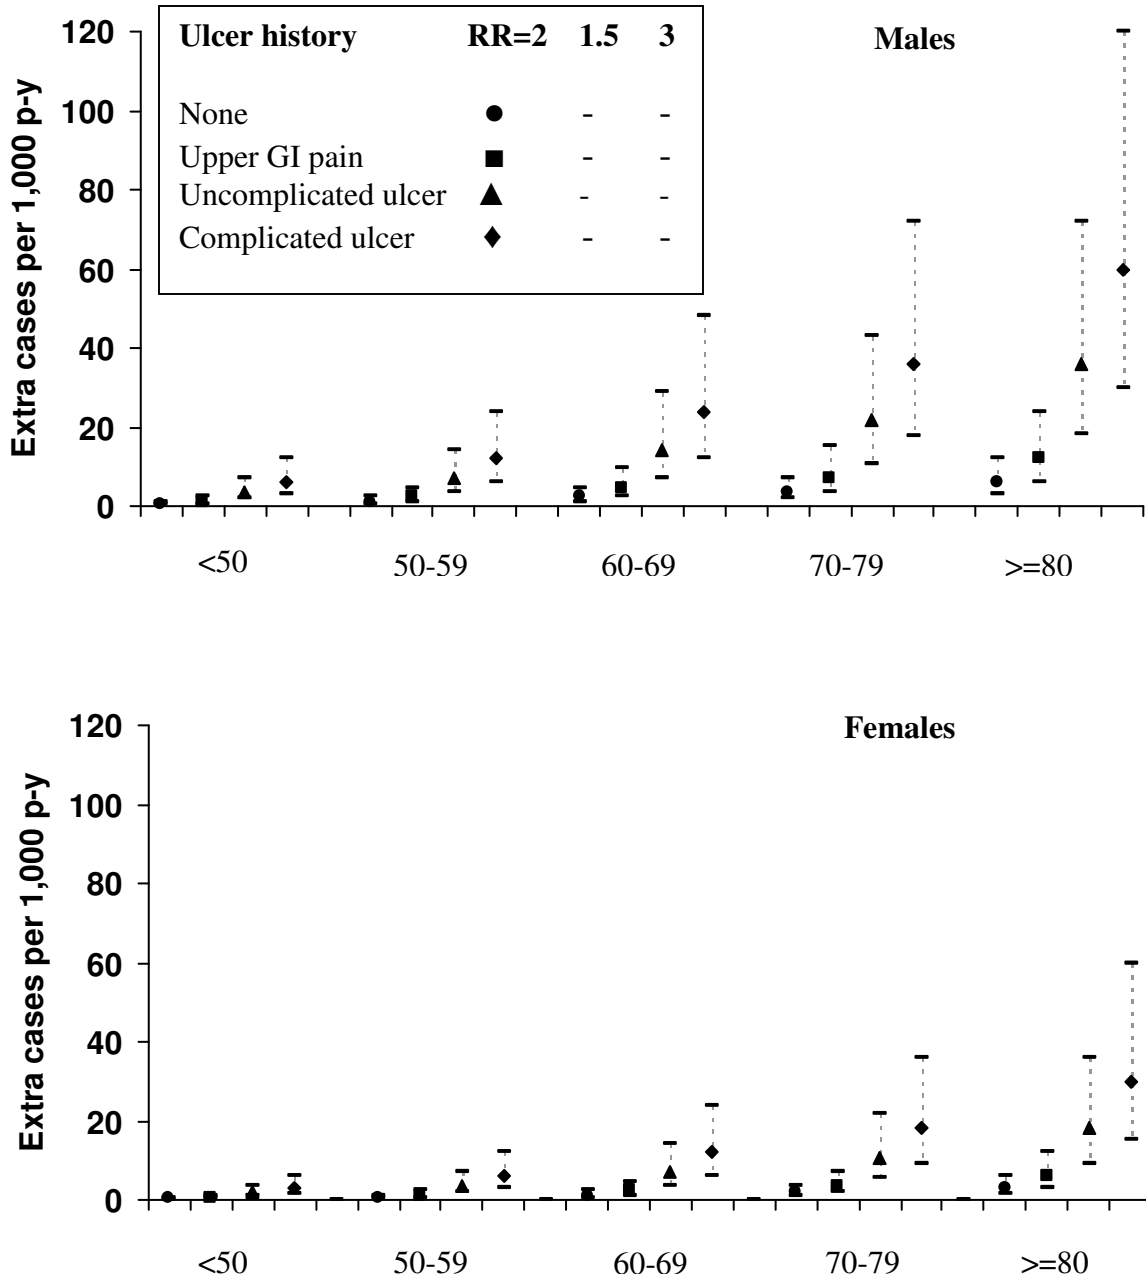 Ulcer history RR=2 1.5 3
None - -
Upper GI pain - -
Uncomplicated ulcer - -
Complicated ulcer - -
Males
Extra cases per 1,000 p-y
120
100
80
60
40
20
0
<50 50-59 60-69 70-79 >=80
Females
Extra cases per 1,000 p-y
120
100
80
60
40
20
0
<50 50-59 60-69 70-79 >=80